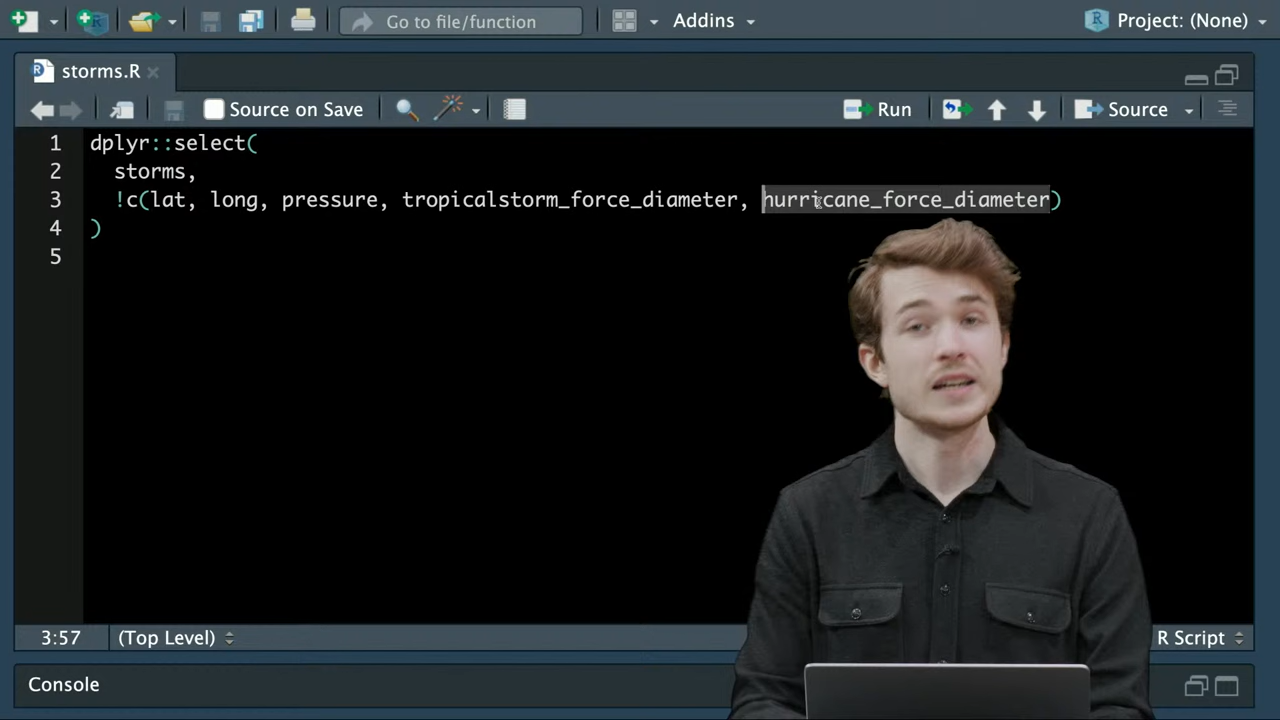 Go to file/function
Addins
Project: (None)
storms.R
Source on Save
Run
Source
1 dplyr::select(
2 storms,
3 !c(lat, long, pressure, tropicalstorm_force_diameter, hurricane_force_diameter)
4 )
5
3:57
(Top Level)
R Script
Console